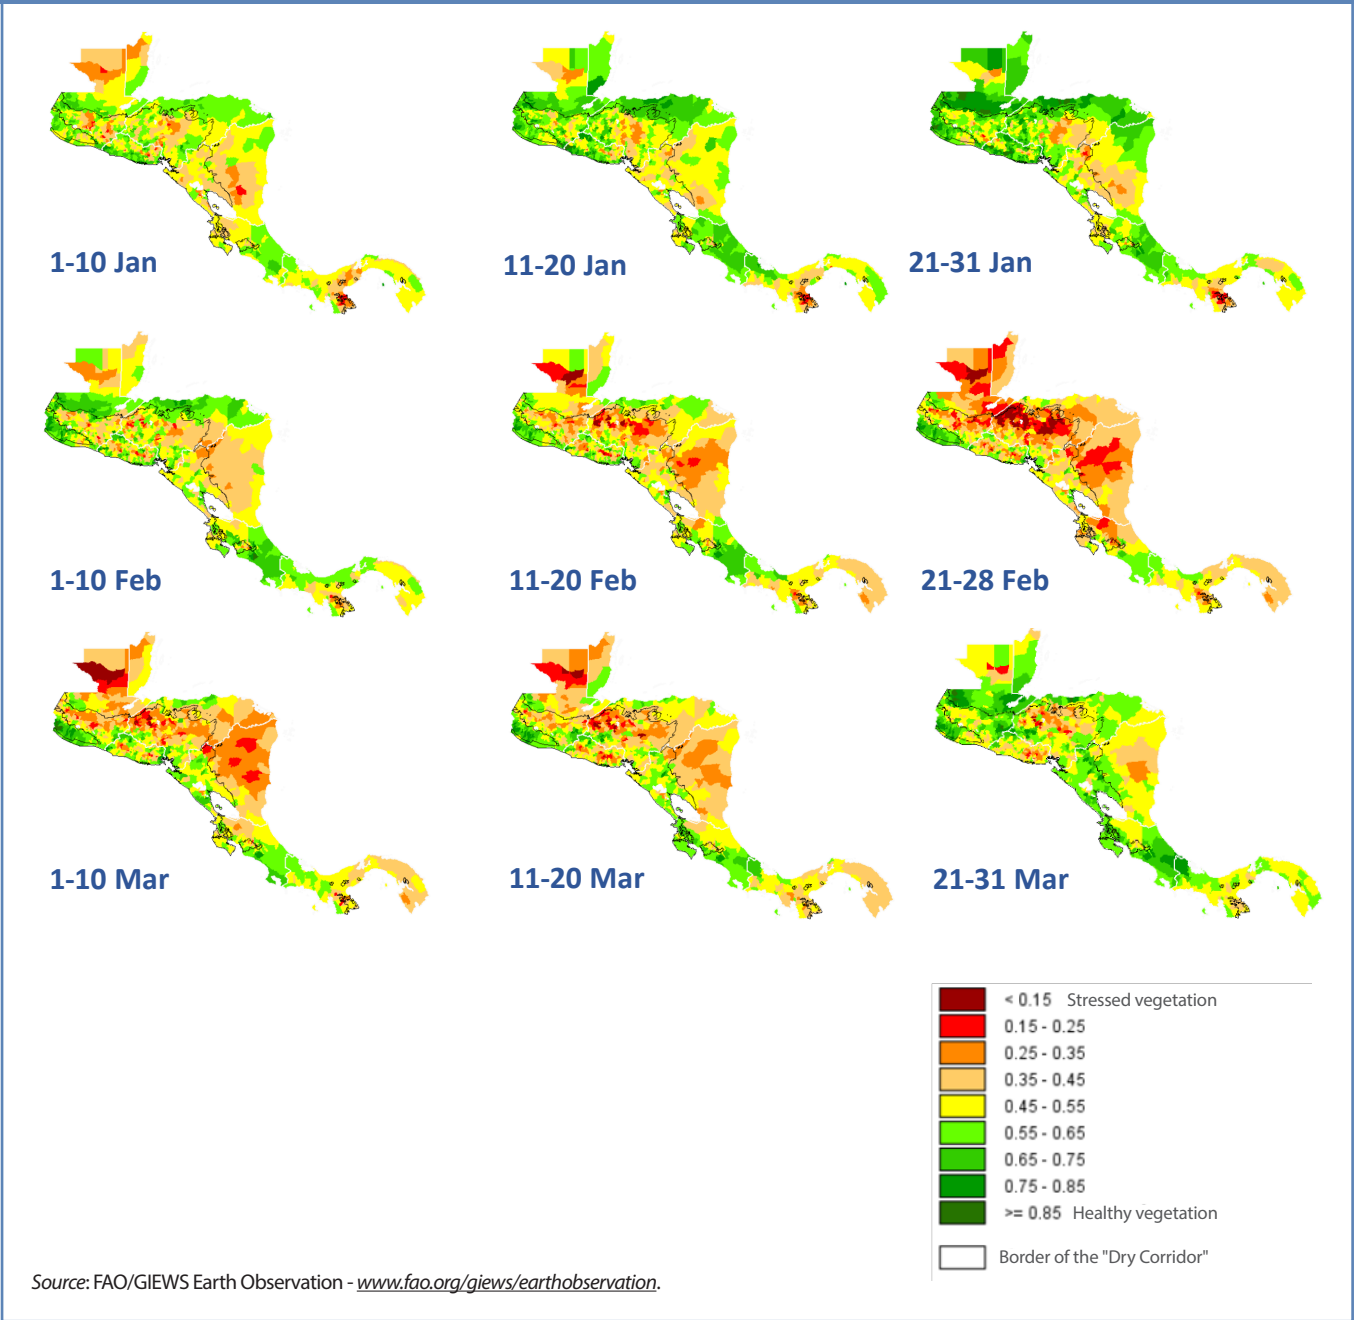 1-10 Jan
11-20 Jan
21-31 Jan
1-10 Feb
11-20 Feb
21-28 Feb
1-10 Mar
11-20 Mar
21-31 Mar
< 0.15 Stressed vegetation
0.15 - 0.25
0.25 - 0.35
0.35 - 0.45
0.45 - 0.55
0.55 - 0.65
0.65 - 0.75
0.75 - 0.85
>= 0.85 Healthy vegetation
Border of the "Dry Corridor"
Source: FAO/GIEWS Earth Observation - www.fao.org/giews/earthobservation.